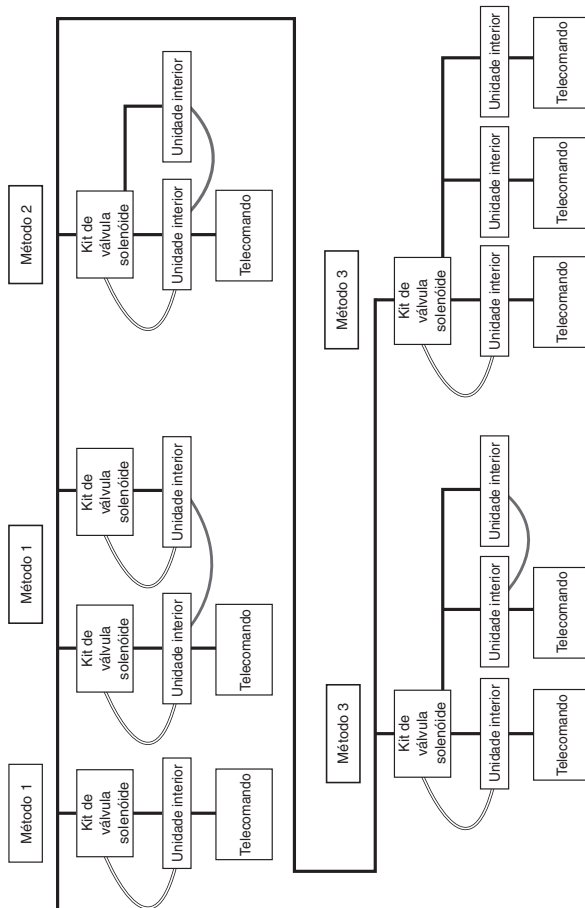 Método 1
Método 1
Método 2
Kit de
válvula
solenóide
Kit de
válvula
solenóide
Kit de
válvula
solenóide
Kit de
válvula
solenóide
Unidade interior
Unidade interior
Unidade interior
Unidade interior
Unidade interior
Telecomando
Telecomando
Telecomando
Método 3
Método 3
Kit de
válvula
solenóide
Kit de
válvula
solenóide
Unidade interior
Unidade interior
Unidade interior
Unidade interior
Unidade interior
Unidade interior
Telecomando
Telecomando
Telecomando
Telecomando
Telecomando